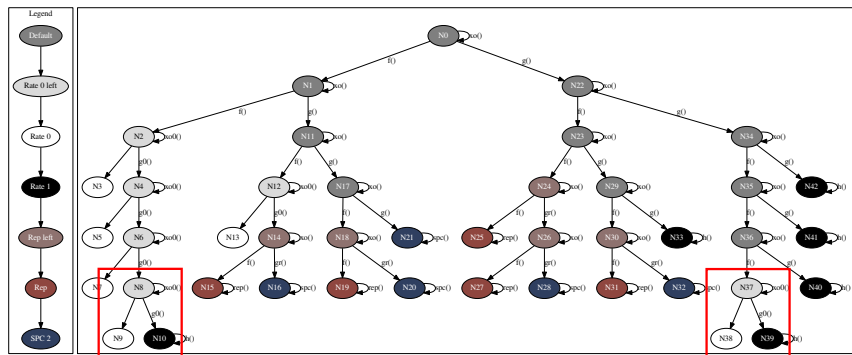 Legend
Default
Rate 0 left
Rate 0
Rate 1
Rep left
Rep
SPC 2
N0 xo()
f() g()
N1 xo() N22 xo()
f() g() f() g()
N2 xo0() N11 xo() N23 xo() N34 xo()
g0() f() g() f() g() f() g()
N3 N4 xo0() N12 xo0() N17 xo() N24 xo() N29 xo() N35 xo() N42 h()
g0() g0() f() g() f() gr() f() g() f() g()
N5 N6 xo0() N13 N14 xo() N18 xo() N21 spc() N25 rep() N26 xo() N30 xo() N33 h() N36 xo() N41 h()
g0() f() gr() f() gr() f() gr() f() gr() f() g()
N7 N8 xo0() N15 rep() N16 spc() N19 rep() N20 spc() N27 rep() N28 spc() N31 rep() N32 spc() N37 xo0() N40 h()
g0() g0()
N9 N10 h() N38 N39 h()